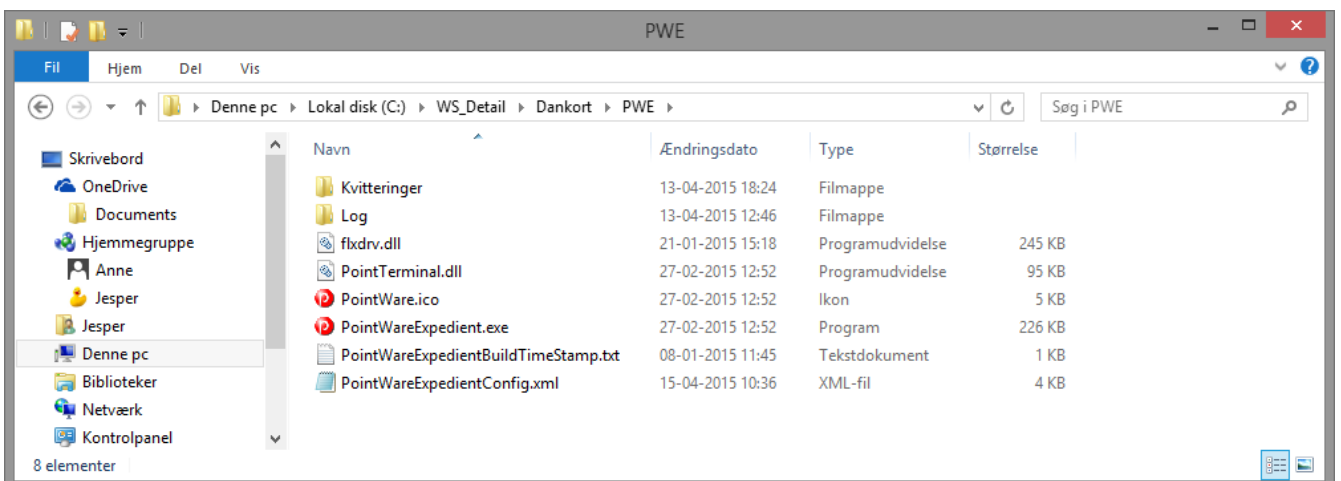 PWE
Fil Hjem Del Vis
Denne pc Lokal disk (C:) WS_Detail Dankort PWE Søg i PWE
Skrivebord
OneDrive
Documents
Hjemmegruppe
Anne
Jesper
Jesper
Denne pc
Biblioteker
Netværk
Kontrolpanel
Navn Ændringsdato Type Størrelse
Kvitteringer 13-04-2015 18:24 Filmappe
Log 13-04-2015 12:46 Filmappe
flxdrv.dll 21-01-2015 15:18 Programudvidelse 245 KB
PointTerminal.dll 27-02-2015 12:52 Programudvidelse 95 KB
PointWare.ico 27-02-2015 12:52 Ikon 5 KB
PointWareExpedient.exe 27-02-2015 12:52 Program 226 KB
PointWareExpedientBuildTimeStamp.txt 08-01-2015 11:45 Tekstdokument 1 KB
PointWareExpedientConfig.xml 15-04-2015 10:36 XML-fil 4 KB
8 elementer